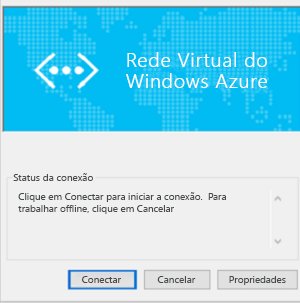 Rede Virtual do
Windows Azure
Status da conexão
Clique em Conectar para iniciar a conexão. Para
trabalhar offline, clique em Cancelar
Conectar Cancelar Propriedades